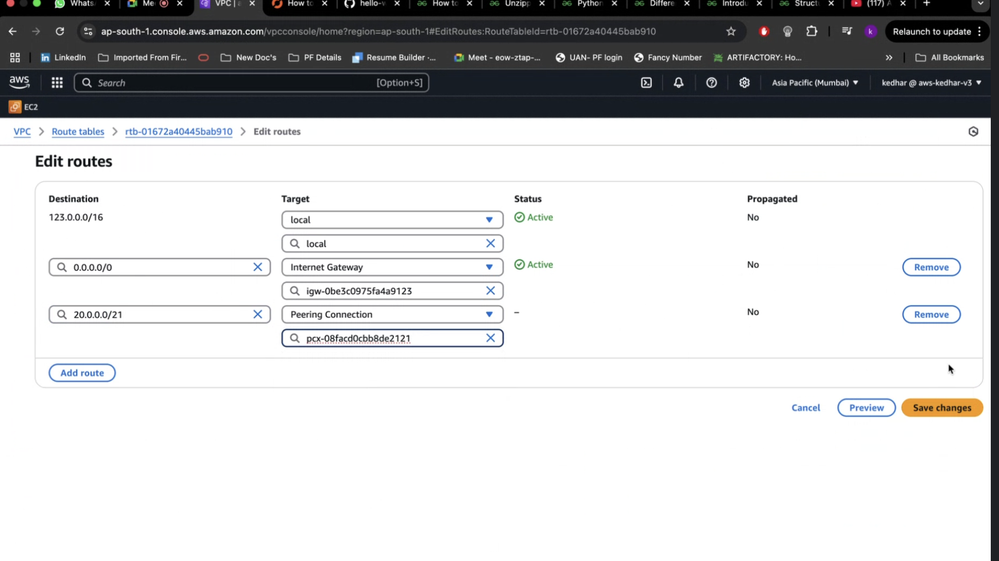 Whats
Me
VPC | a
How to
hello-w
How to
Unzipp
Python
Differe
Introdu
Struct
(117) A
ap-south-1.console.aws.amazon.com/vpcconsole/home?region=ap-south-1#EditRoutes:RouteTableId=rtb-01672a40445bab910
k
Relaunch to update
LinkedIn
Imported From Fir...
New Doc's
PF Details
Resume Builder ·...
Meet - eow-ztap-...
UAN- PF login
Fancy Number
ARTIFACTORY: Ho...
All Bookmarks
aws
Search
[Option+S]
Asia Pacific (Mumbai)
kedhar @ aws-kedhar-v3
EC2
VPC > Route tables > rtb-01672a40445bab910 > Edit routes
Edit routes
Destination Target Status Propagated
123.0.0.0/16 local Active No
local
0.0.0.0/0 Internet Gateway Active No Remove
igw-0be3c0975fa4a9123
20.0.0.0/21 Peering Connection – No Remove
pcx-08facd0cbb8de2121
Add route
Cancel Preview Save changes